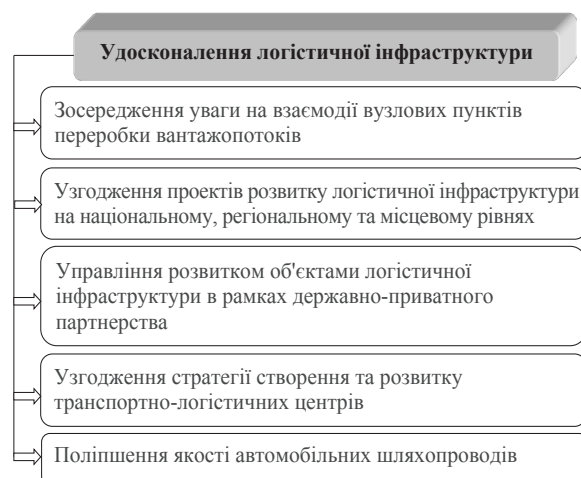 Удосконалення логістичної інфраструктури
Зосередження уваги на взаємодії вузлових пунктів
переробки вантажопотоків
Узгодження проектів розвитку логістичної інфраструктури
на національному, регіональному та місцевому рівнях
Управління розвитком об'єктами логістичної
інфраструктури в рамках державно-приватного
партнерства
Узгодження стратегії створення та розвитку
транспортно-логістичних центрів
Поліпшення якості автомобільних шляхопроводів